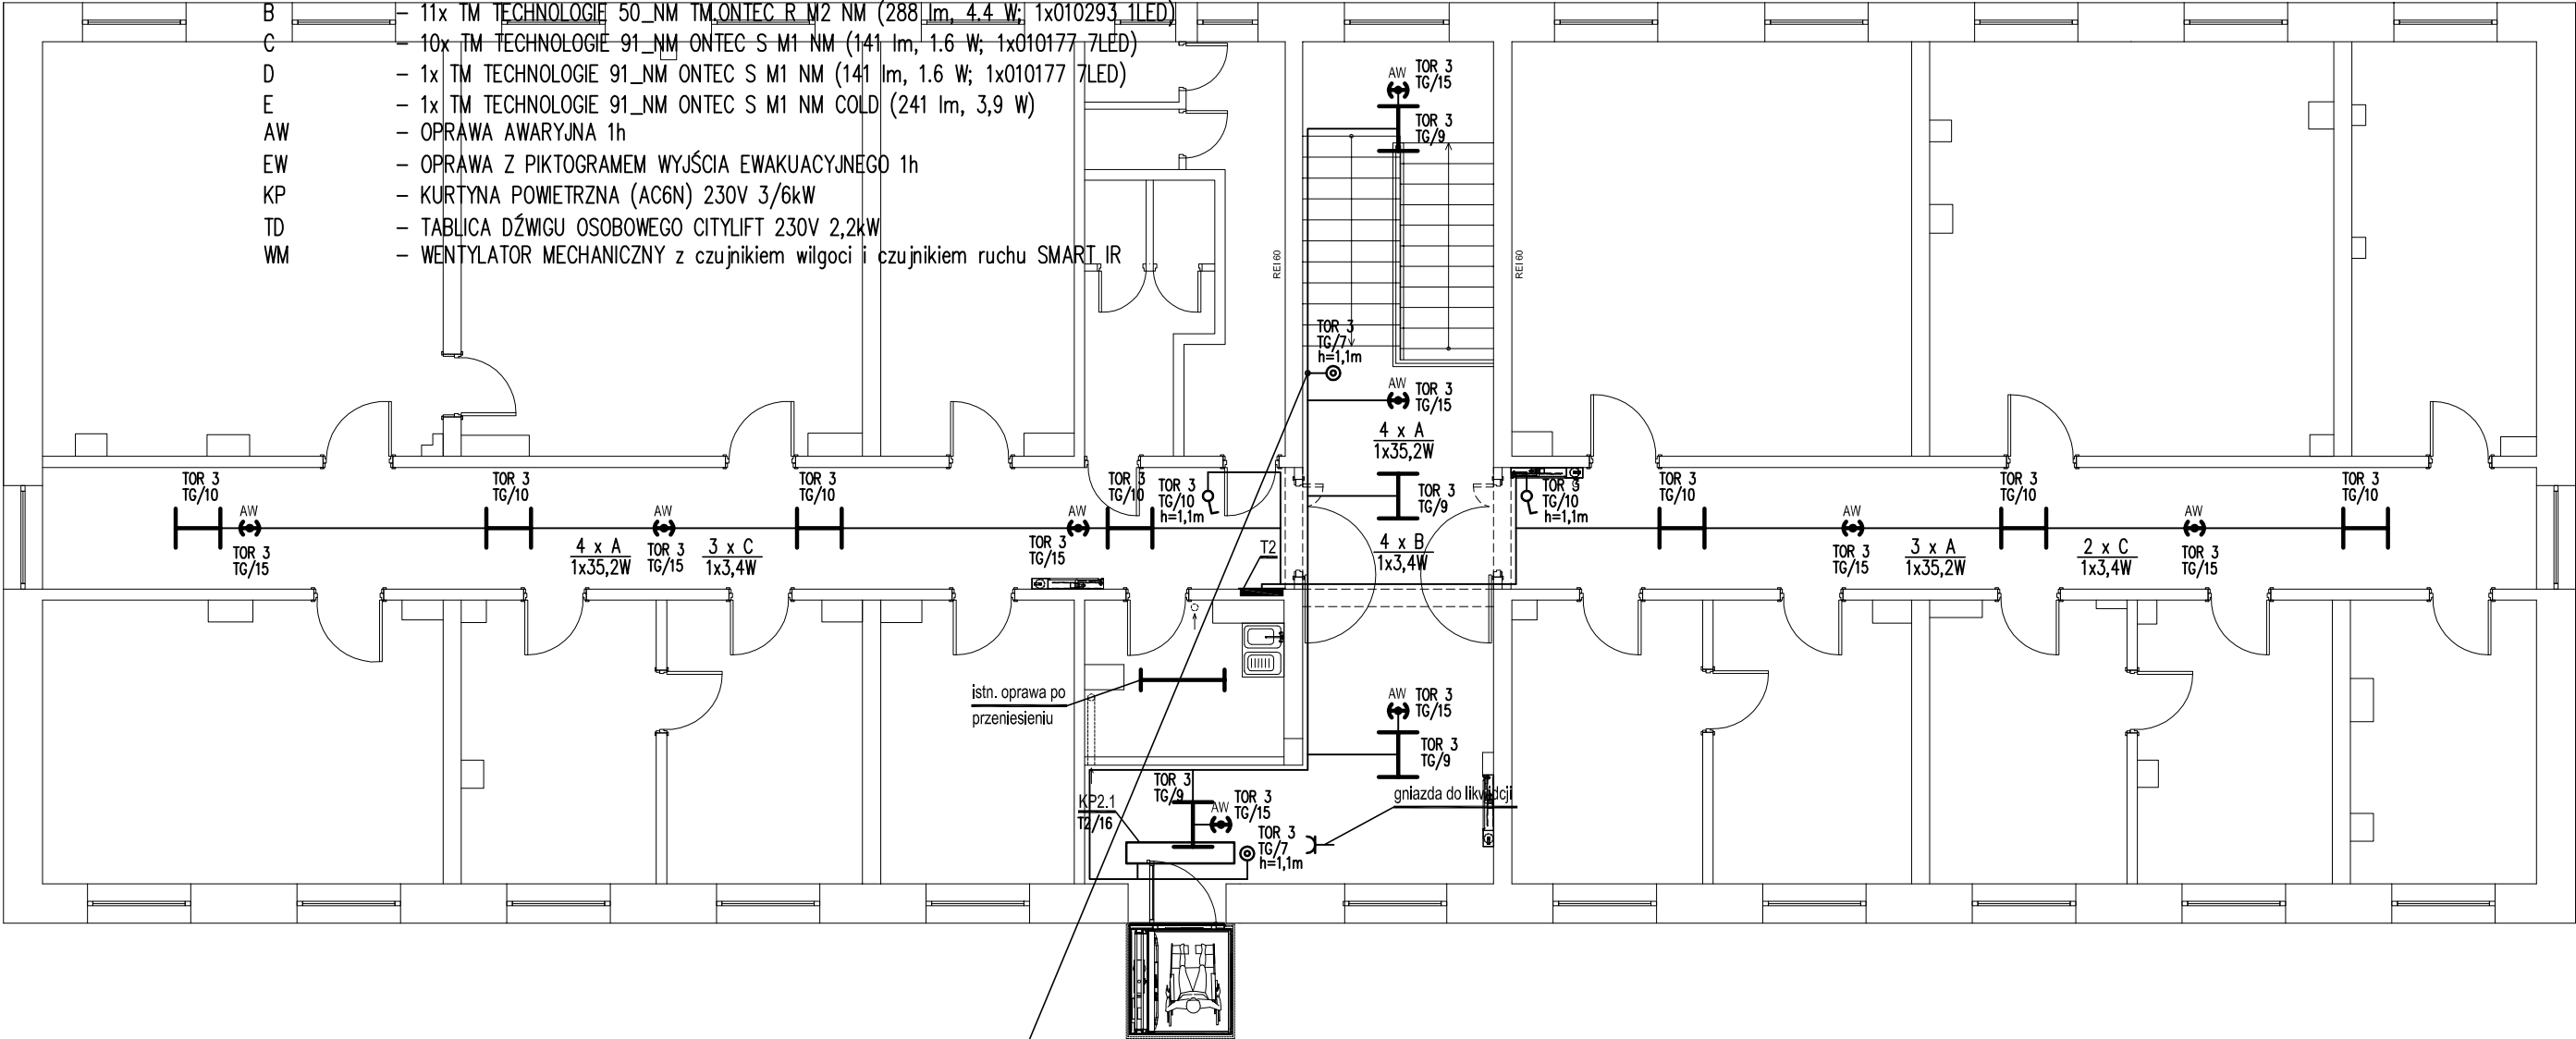 B – 11x TM TECHNOLOGIE 50_NM TM.ONTEC R M2 NM (288 lm, 4.4 W; 1x010293 1LED)
C – 10x TM TECHNOLOGIE 91_NM ONTEC S M1 NM (141 lm, 1.6 W; 1x010177 7LED)
D – 1x TM TECHNOLOGIE 91_NM ONTEC S M1 NM (141 lm, 1.6 W; 1x010177 7LED)
E – 1x TM TECHNOLOGIE 91_NM ONTEC S M1 NM COLD (241 lm, 3,9 W)
AW – OPRAWA AWARYJNA 1h
EW – OPRAWA Z PIKTOGRAMEM WYJŚCIA EWAKUACYJNEGO 1h
KP – KURTYNA POWIETRZNA (AC6N) 230V 3/6kW
TD – TABLICA DŹWIGU OSOBOWEGO CITYLIFT 230V 2,2kW
WM – WENTYLATOR MECHANICZNY z czujnikiem wilgoci i czujnikiem ruchu SMART IR
AW
TOR 3
TG/15
TOR 3
TG/9
REI60
REI60
TOR 3
TG/7
h=1,1m
AW
TOR 3
TG/15
4 x A
1x35,2W
TOR 3
TG/10
TOR 3
TG/10
TOR 3
TG/10
TOR 3
TG/10
TOR 3
TG/10
h=1,1m
TOR 3
TG/9
TOR 3
TG/10
h=1,1m
TOR 3
TG/10
TOR 3
TG/10
TOR 3
TG/10
AW
TOR 3
TG/15
4 x A
1x35,2W
AW
TOR 3
TG/15
3 x C
1x3,4W
AW
TOR 3
TG/15
T2
4 x B
1x3,4W
AW
TOR 3
TG/15
3 x A
1x35,2W
2 x C
1x3,4W
AW
TOR 3
TG/15
istn. oprawa po
przeniesieniu
AW
TOR 3
TG/15
TOR 3
TG/9
KP2.1
T2/16
TOR 3
TG/9
AW
TOR 3
TG/15
TOR 3
TG/7
h=1,1m
gniazda do likwidcji